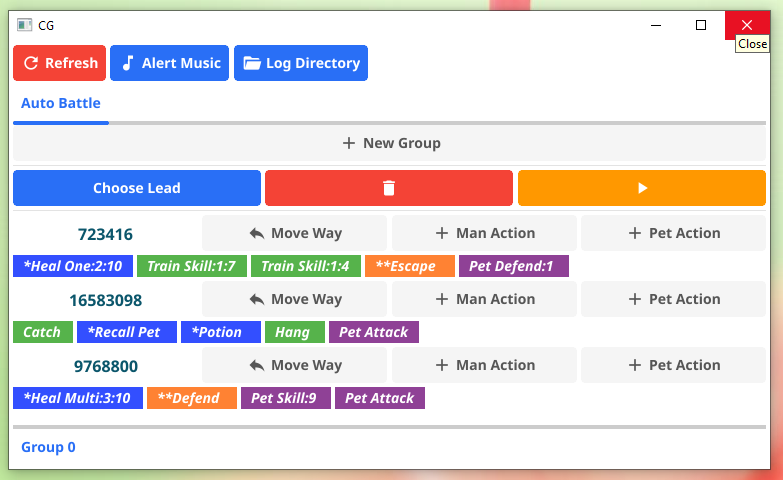 CG
Close
Refresh Alert Music Log Directory
Auto Battle
New Group
Choose Lead
723416 Move Way Man Action Pet Action
*Heal One:2:10 Train Skill:1:7 Train Skill:1:4 **Escape Pet Defend:1
16583098 Move Way Man Action Pet Action
Catch *Recall Pet *Potion Hang Pet Attack
9768800 Move Way Man Action Pet Action
*Heal Multi:3:10 **Defend Pet Skill:9 Pet Attack
Group 0